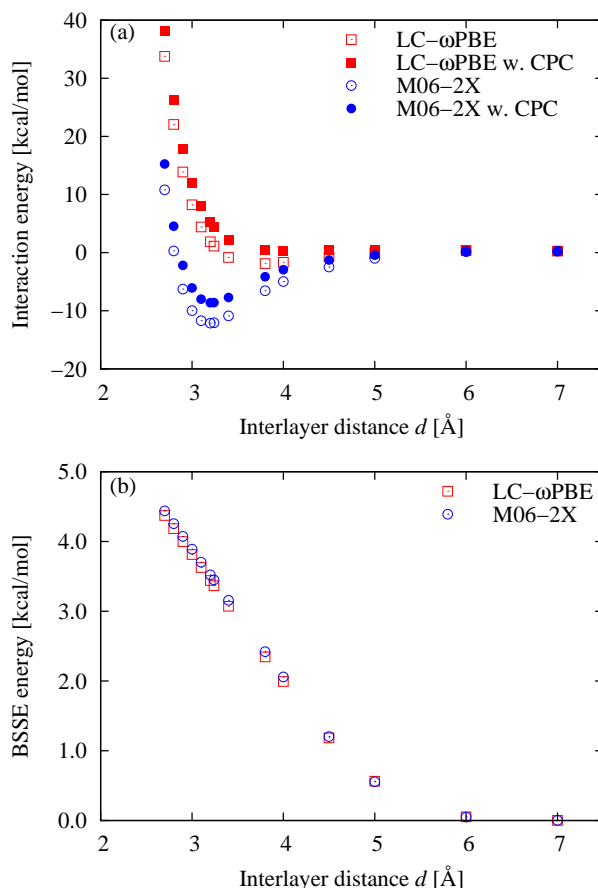 (a)
LC−ωPBE
LC−ωPBE w. CPC
M06−2X
M06−2X w. CPC
Interaction energy [kcal/mol]
40
30
20
10
0
−10
−20
2 3 4 5 6 7
Interlayer distance d [Å]
(b)
LC−ωPBE
M06−2X
BSSE energy [kcal/mol]
5.0
4.0
3.0
2.0
1.0
0.0
2 3 4 5 6 7
Interlayer distance d [Å]